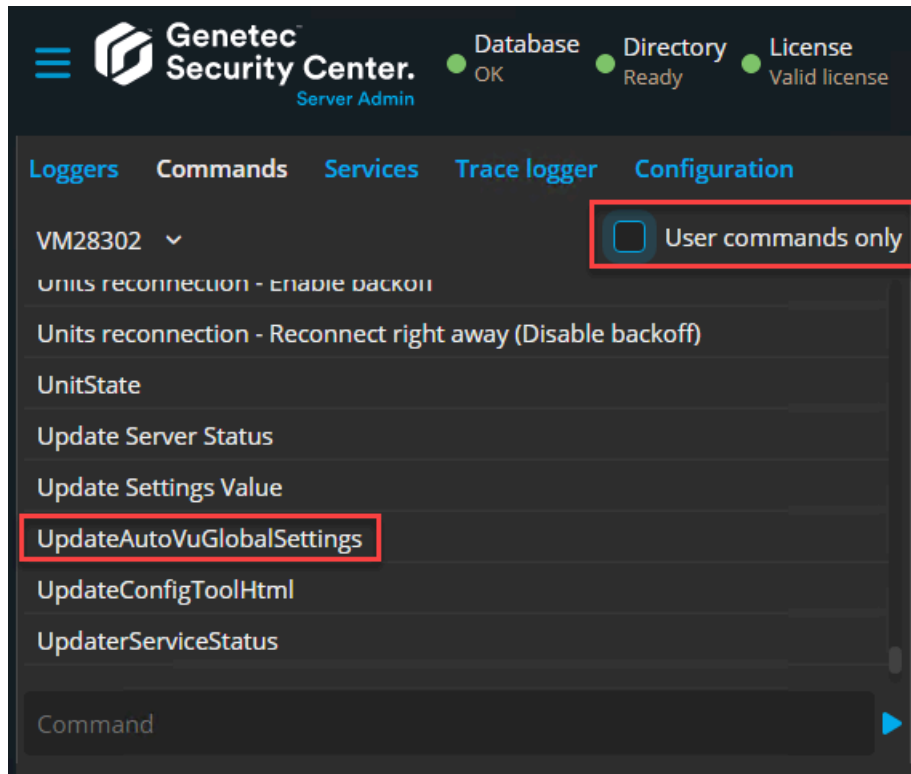 Genetec™
Security Center.
Server Admin
Database
OK
Directory
Ready
License
Valid license
Loggers Commands Services Trace logger Configuration
VM28302
User commands only
Units reconnection - Enable backoff
Units reconnection - Reconnect right away (Disable backoff)
UnitState
Update Server Status
Update Settings Value
UpdateAutoVuGlobalSettings
UpdateConfigToolHtml
UpdaterServiceStatus
Command